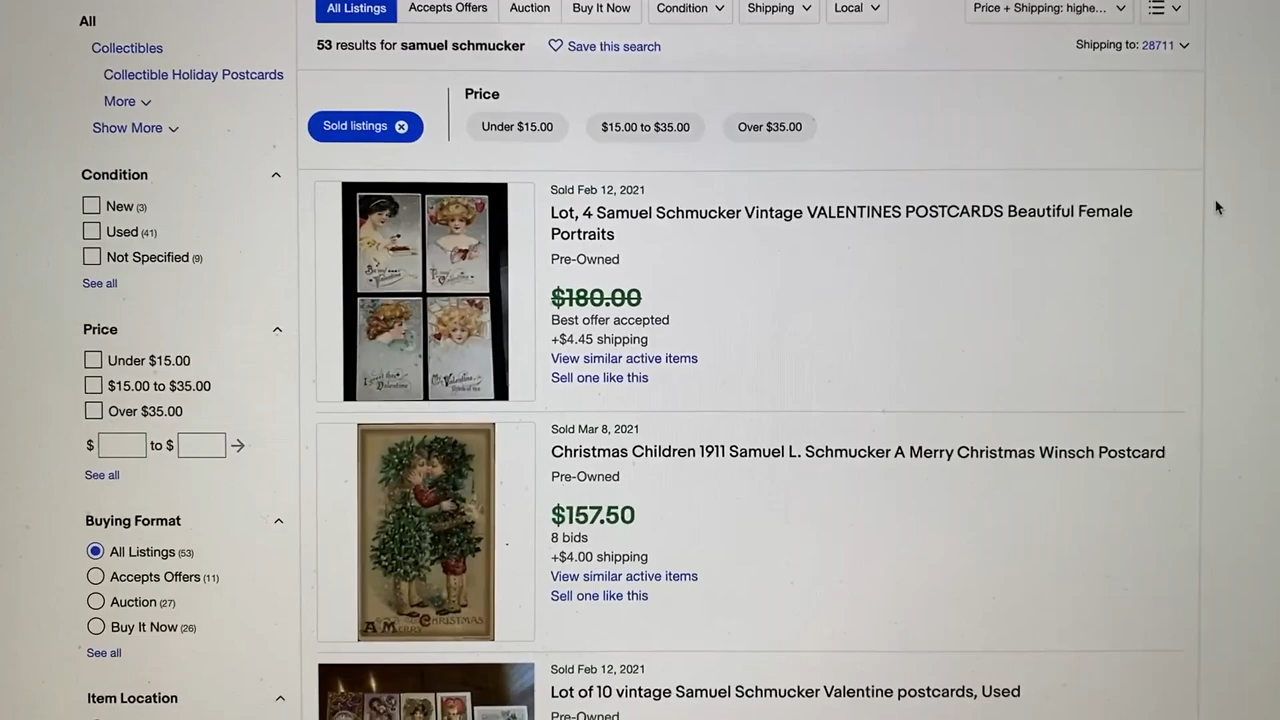 All Listings
Accepts Offers
Auction
Buy It Now
Condition
Shipping
Local
Price + Shipping: highe...
All
Collectibles
Collectible Holiday Postcards
More
Show More
53 results for samuel schmucker
Save this search
Shipping to: 28711
Price
Sold listings
Under $15.00
$15.00 to $35.00
Over $35.00
Condition
New (3)
Used (41)
Not Specified (9)
See all
Price
Under $15.00
$15.00 to $35.00
Over $35.00
$ to $
See all
Buying Format
All Listings (53)
Accepts Offers (11)
Auction (27)
Buy It Now (26)
See all
Item Location
Sold Feb 12, 2021
Lot, 4 Samuel Schmucker Vintage VALENTINES POSTCARDS Beautiful Female
Portraits
Pre-Owned
$180.00
Best offer accepted
+$4.45 shipping
View similar active items
Sell one like this
Sold Mar 8, 2021
Christmas Children 1911 Samuel L. Schmucker A Merry Christmas Winsch Postcard
Pre-Owned
$157.50
8 bids
+$4.00 shipping
View similar active items
Sell one like this
A MERRY CHRISTMAS
Sold Feb 12, 2021
Lot of 10 vintage Samuel Schmucker Valentine postcards, Used
Pre-Owned